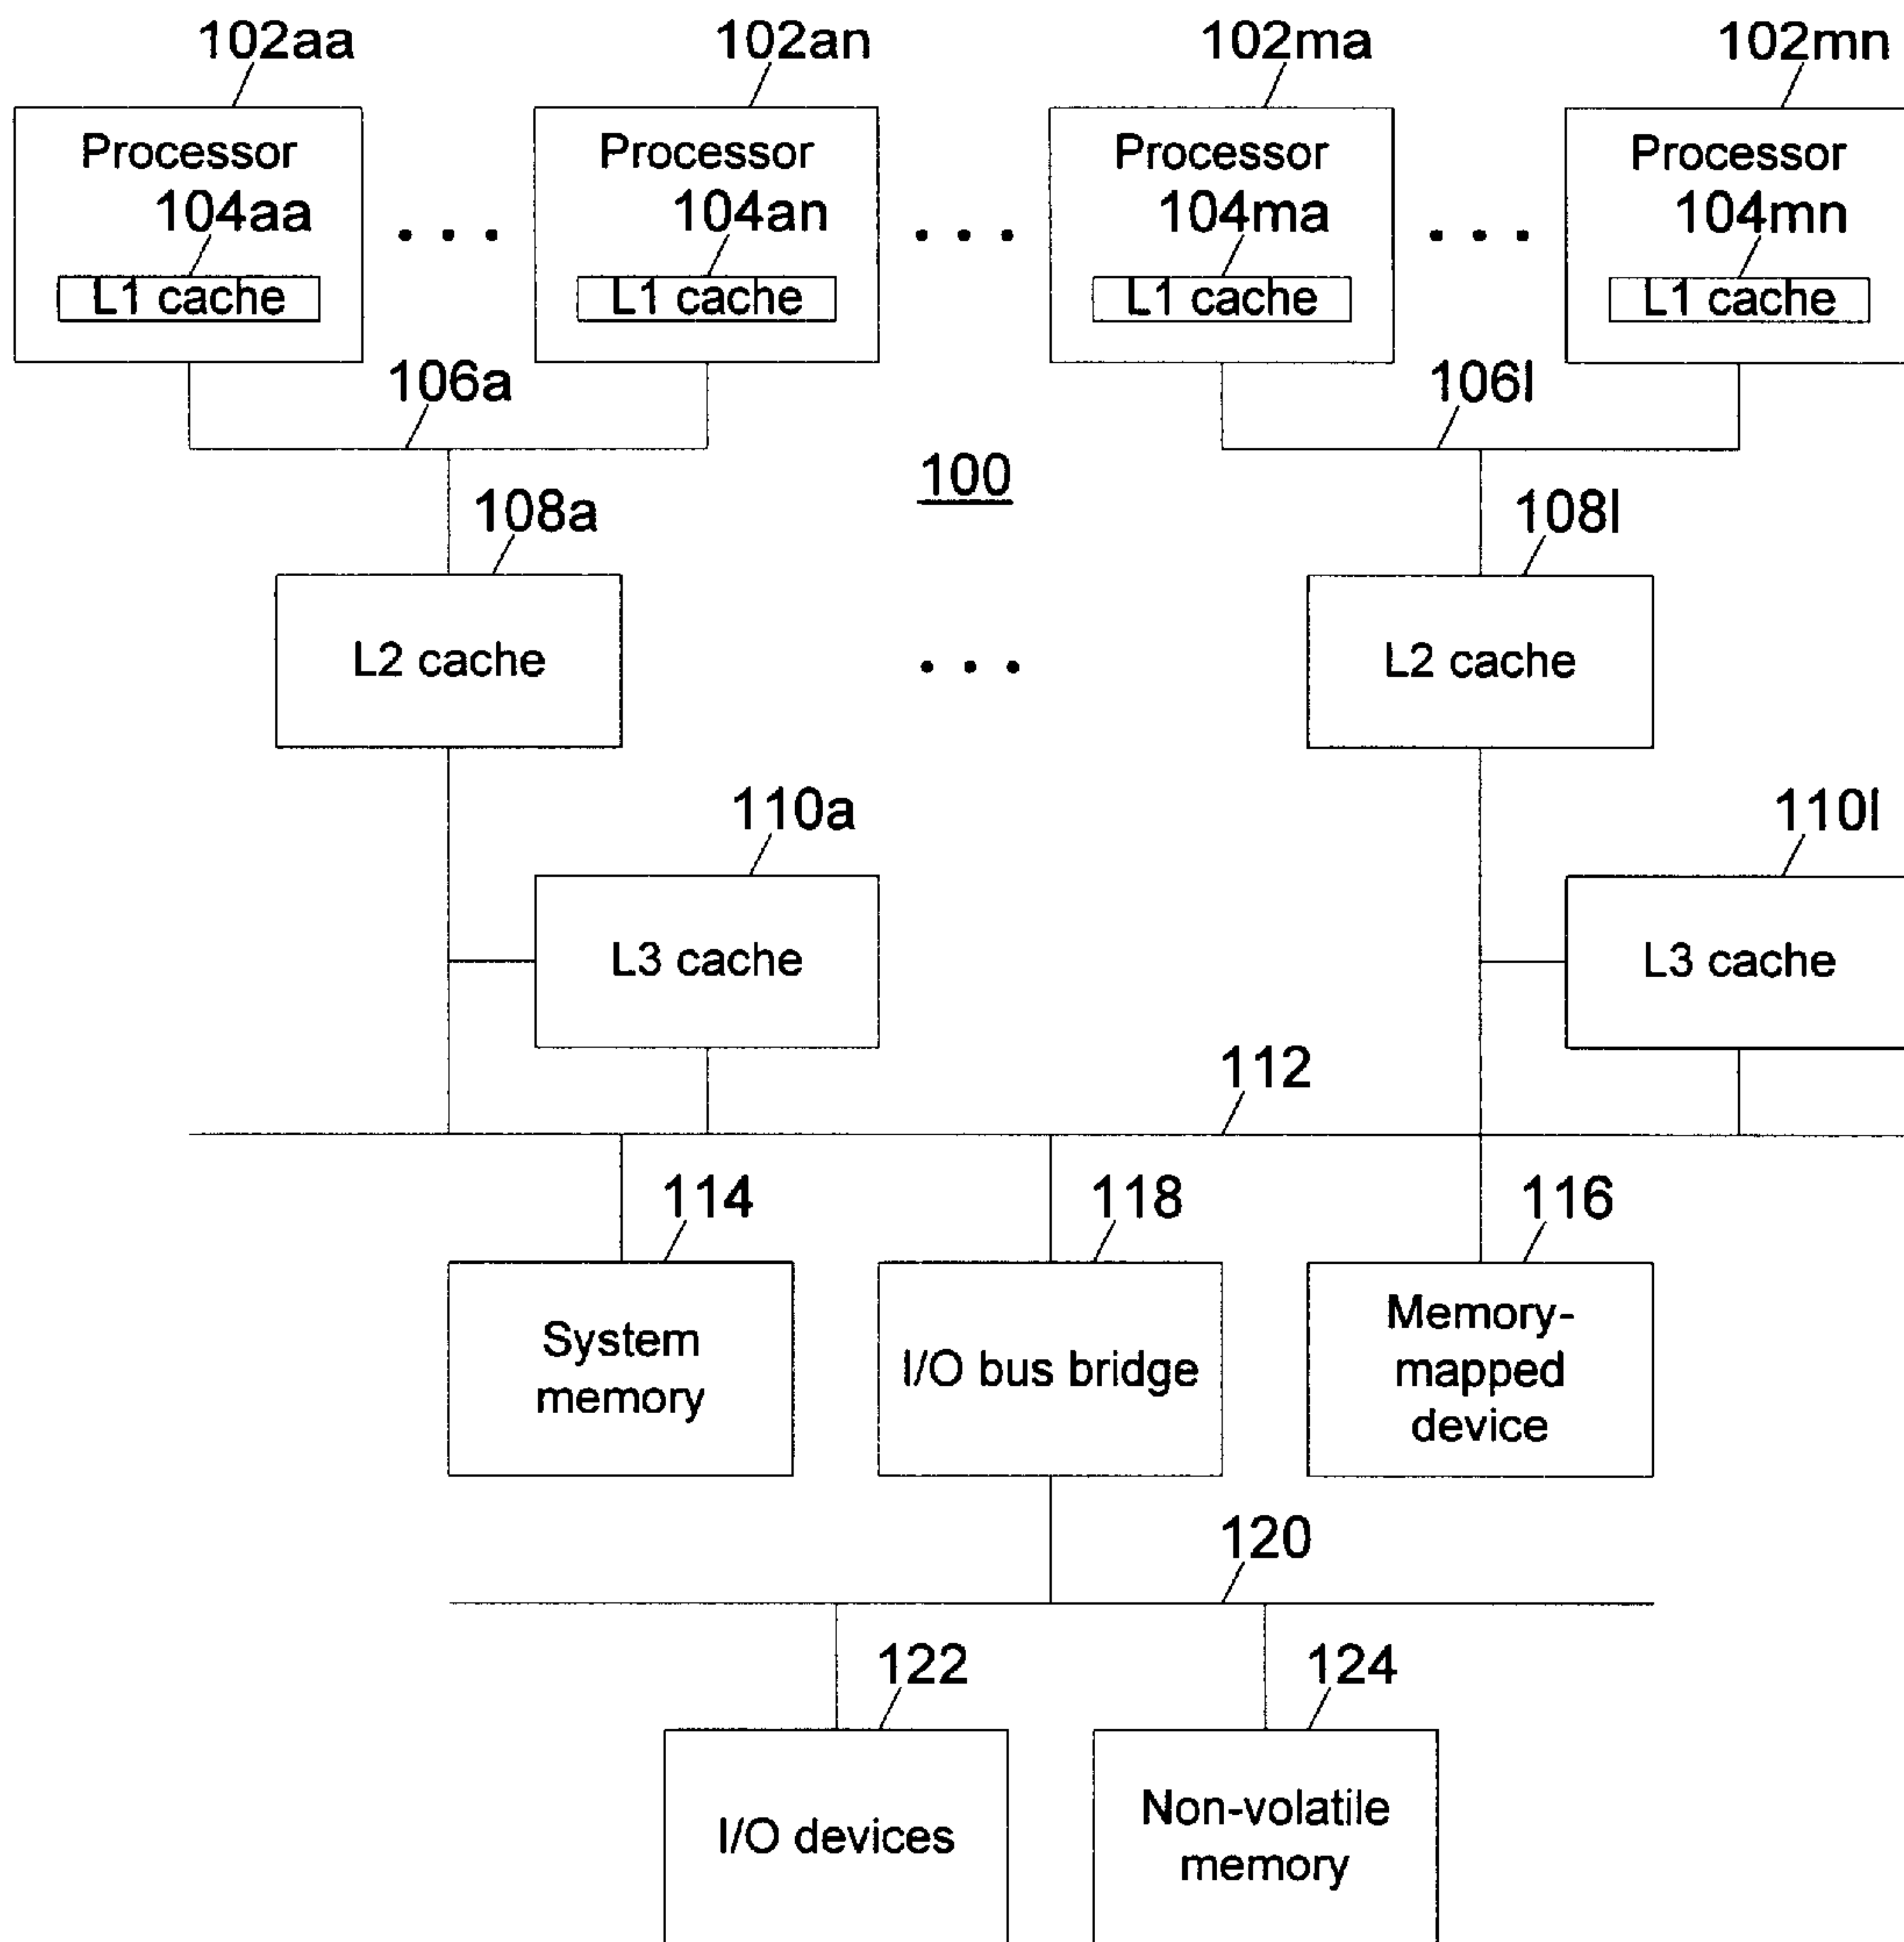 102aa 102an 102ma 102mn
Processor Processor Processor Processor
104aa 104an 104ma 104mn
L1 cache L1 cache L1 cache L1 cache
106a 106l
100
108a 108l
L2 cache L2 cache
110a 110l
L3 cache L3 cache
112
114 118 116
System
memory
I/O bus bridge
Memory-
mapped
device
120
122 124
I/O devices
Non-volatile
memory